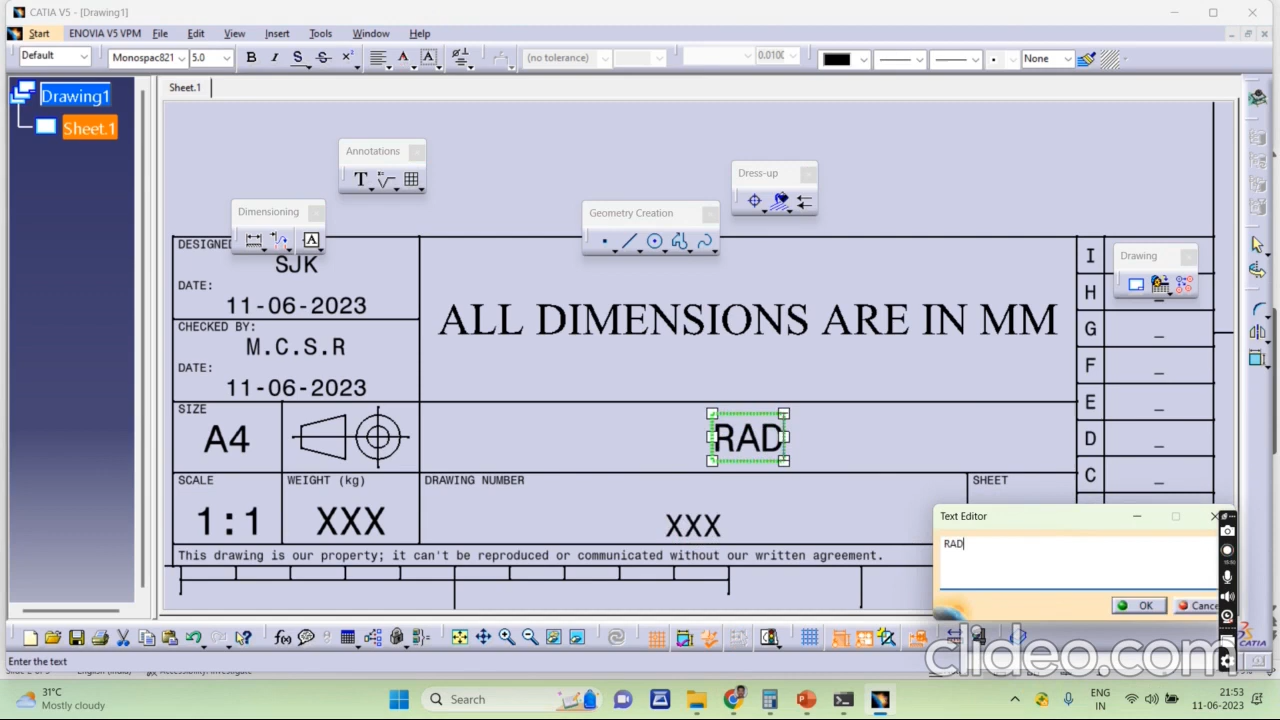 CATIA V5 - [Drawing1]
Start ENOVIA V5 VPM File Edit View Insert Tools Window Help
Default Monospac821 5.0 B I S S (no tolerance) 0.010 None
Drawing1
Sheet.1
Sheet.1
Annotations
Dress-up
Dimensioning
Geometry Creation
Drawing
DESIGNED
SJK
DATE:
11-06-2023
CHECKED BY:
M.C.S.R
DATE:
11-06-2023
ALL DIMENSIONS ARE IN MM
I
H _
G _
F _
E _
D _
C _
SIZE
A4
RAD
SCALE
1:1
WEIGHT (kg)
XXX
DRAWING NUMBER
XXX
SHEET
This drawing is our property; it can't be reproduced or communicated without our written agreement.
Text Editor
RAD
OK Cance
Enter the text
clideo.com
CATIA
31°C
Mostly cloudy
Search
ENG
IN
21:53
11-06-2023